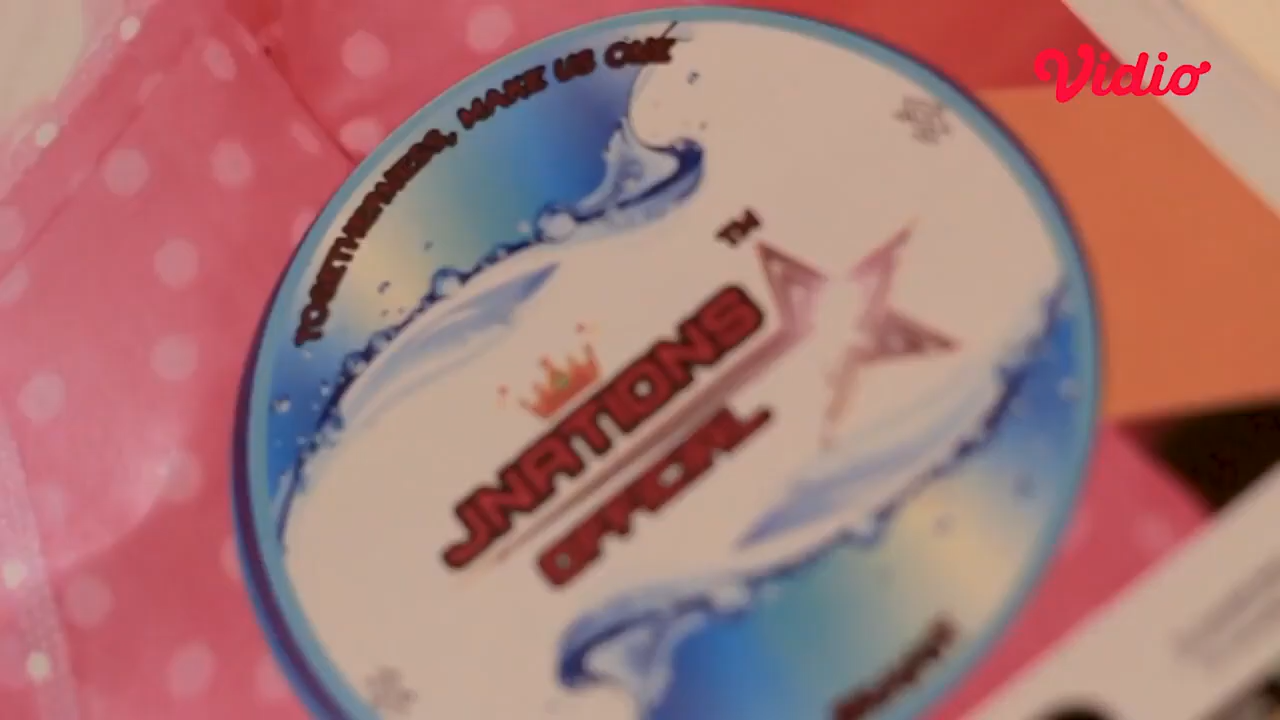 Vidio
TOGETHERNESS, MAKE US ONE
TM
JNATIONS
OFFICIAL